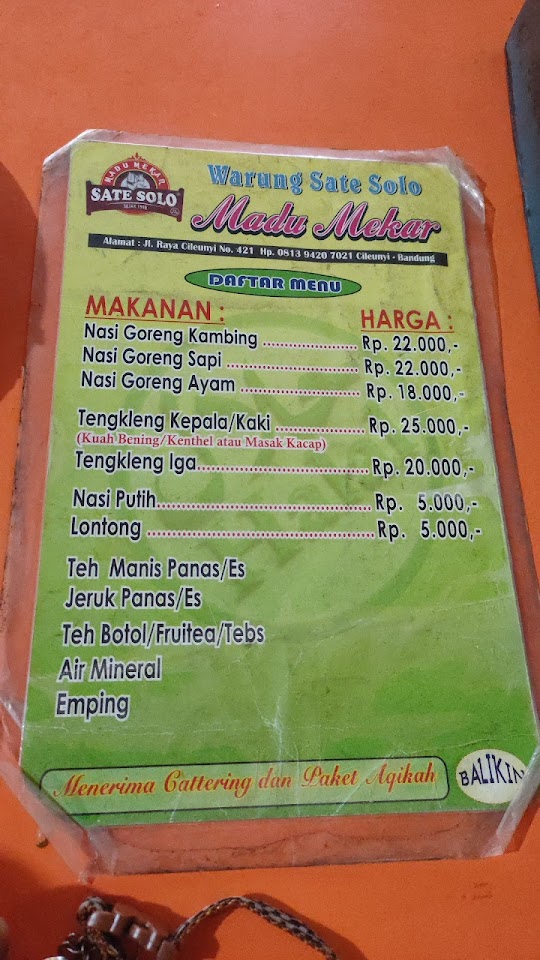 MADU MEKAR
SATE SOLO
Warung Sate Solo
Madu Mekar
Alamat : Jl. Raya Cileunyi No. 421 Hp. 0813 9420 7021 Cileunyi - Bandung
DAFTAR MENU
MAKANAN : HARGA :
Nasi Goreng Kambing ..................... Rp. 22.000,-
Nasi Goreng Sapi ............................. Rp. 22.000,-
Nasi Goreng Ayam .......................... Rp. 18.000,-
Tengkleng Kepala/Kaki .................... Rp. 25.000,-
(Kuah Bening/Kenthel atau Masak Kacap)
Tengkleng Iga...................................... Rp. 20.000,-
Nasi Putih............................................... Rp. 5.000,-
Lontong .................................................. Rp. 5.000,-
Teh Manis Panas/Es
Jeruk Panas/Es
Teh Botol/Fruitea/Tebs
Air Mineral
Emping
Menerima Cattering dan Paket Aqikah
BALIKIN